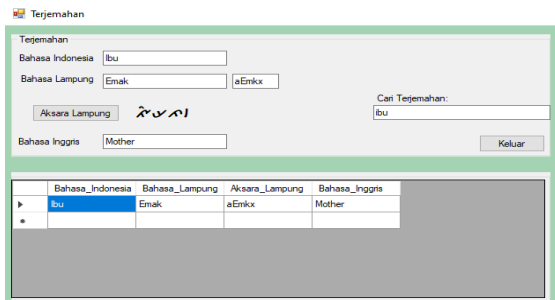 Terjemahan
Terjemahan
Bahasa Indonesia Ibu
Bahasa Lampung Emak aEmkx
Cari Terjemahan:
Aksara Lampung
ibu
Bahasa Inggris Mother Keluar
Bahasa_Indonesia Bahasa_Lampung Aksara_Lampung Bahasa_Inggris
Ibu Emak aEmkx Mother